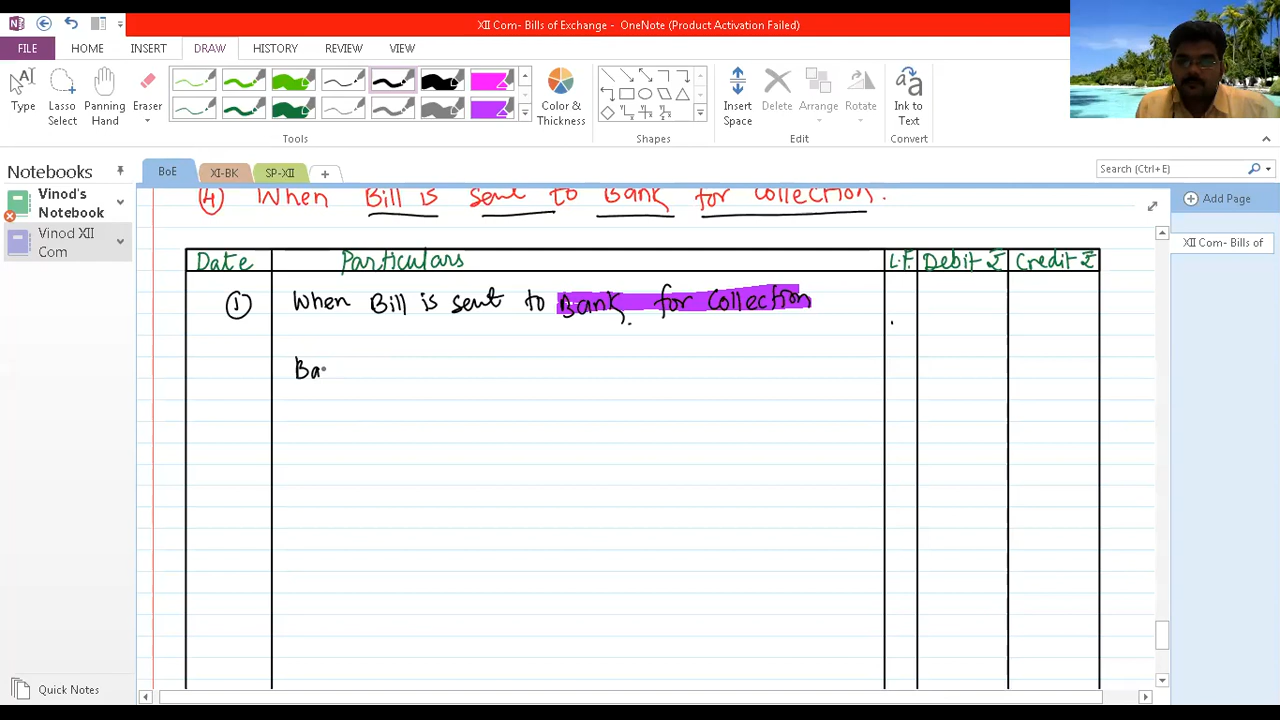 XII Com- Bills of Exchange - OneNote (Product Activation Failed)
FILE HOME INSERT DRAW HISTORY REVIEW VIEW
Type Lasso Select Panning Hand Eraser Color & Thickness Insert Space Delete Arrange Rotate Ink to Text
Tools Shapes Edit Convert
Notebooks BoE XI-BK SP-XII Search (Ctrl+E)
Vinod's Notebook
Vinod XII Com
Add Page
XII Com- Bills of
(4) When Bill is sent to Bank for Collection.
Date Particulars L.F. Debit ₹ Credit ₹
① When Bill is sent to Bank for Collection
Ba
Quick Notes